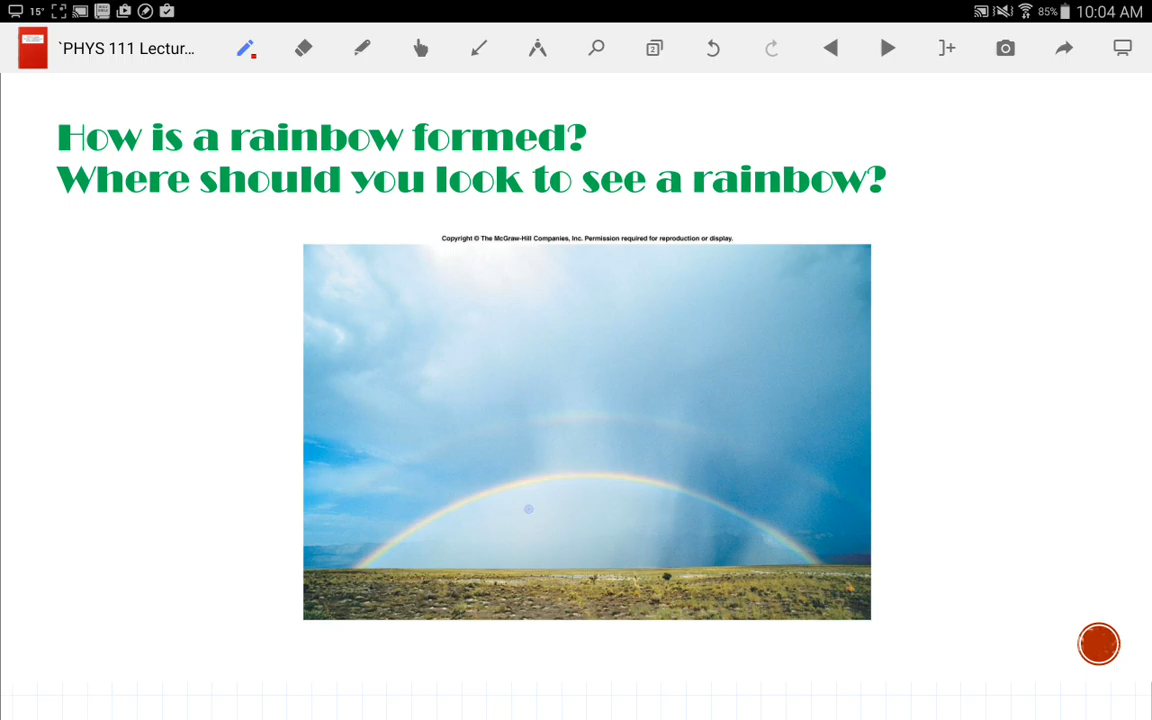 15°
85%
10:04 AM
`PHYS 111 Lectur...
2
How is a rainbow formed?
Where should you look to see a rainbow?
Copyright © The McGraw-Hill Companies, Inc. Permission required for reproduction or display.